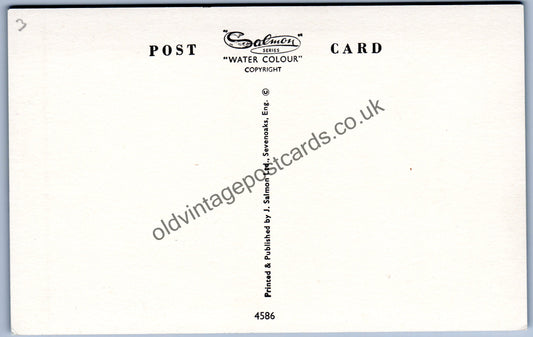 3
POST "Salmon" CARD
SERIES
"WATER COLOUR"
COPYRIGHT
Printed & Published by J. Salmon Ltd., Sevenoaks, Eng. ©
oldvintagepostcards.co.uk
4586